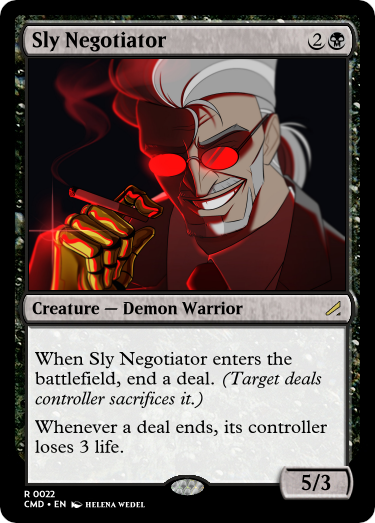 Sly Negotiator 2
Creature — Demon Warrior
When Sly Negotiator enters the
battlefield, end a deal. (Target deals
controller sacrifices it.)
Whenever a deal ends, its controller
loses 3 life.
5/3
R 0022
CMD • EN HELENA WEDEL